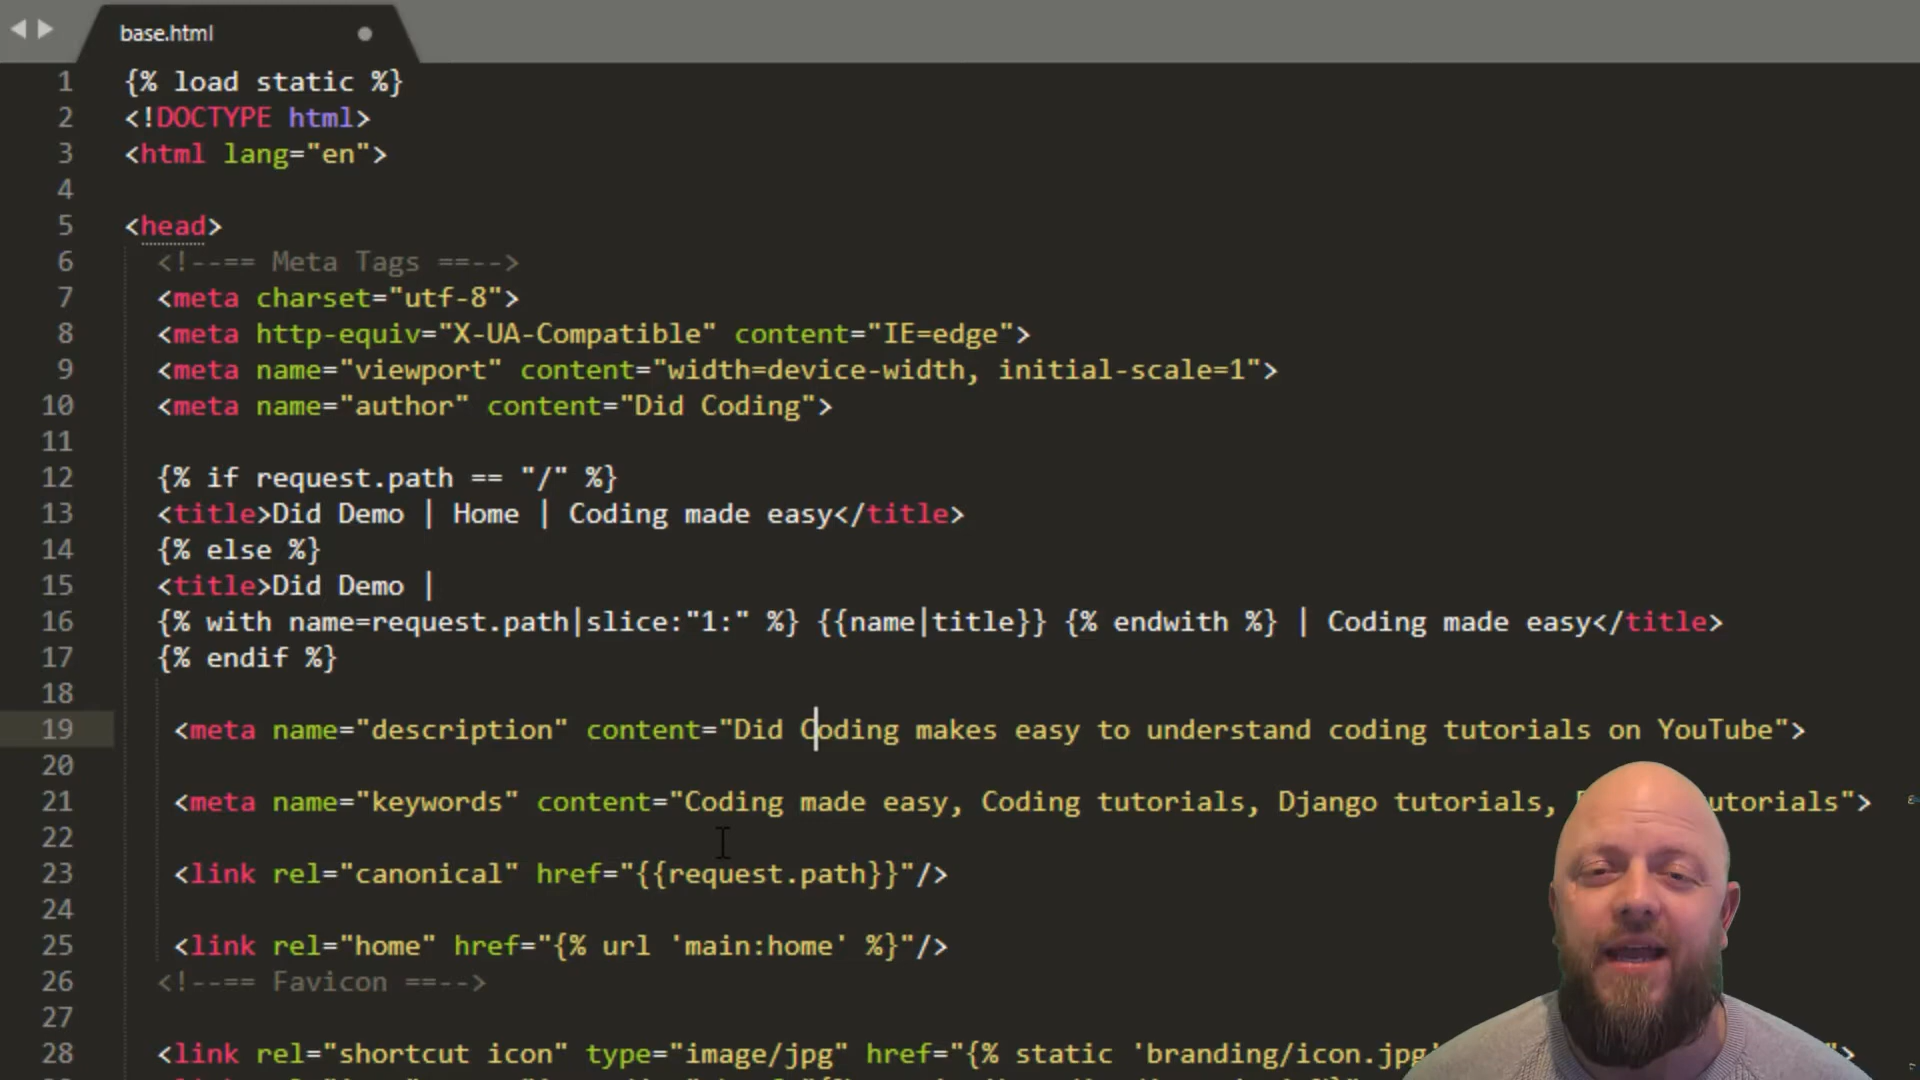 base.html
1 {% load static %}
2 <!DOCTYPE html>
3 <html lang="en">
4
5 <head>
6 <!--== Meta Tags ==-->
7 <meta charset="utf-8">
8 <meta http-equiv="X-UA-Compatible" content="IE=edge">
9 <meta name="viewport" content="width=device-width, initial-scale=1">
10 <meta name="author" content="Did Coding">
11
12 {% if request.path == "/" %}
13 <title>Did Demo | Home | Coding made easy</title>
14 {% else %}
15 <title>Did Demo |
16 {% with name=request.path|slice:"1:" %} {{name|title}} {% endwith %} | Coding made easy</title>
17 {% endif %}
18
19 <meta name="description" content="Did Coding makes easy to understand coding tutorials on YouTube">
20
21 <meta name="keywords" content="Coding made easy, Coding tutorials, Django tutorials, utorials">
22
23 <link rel="canonical" href="{{request.path}}"/>
24
25 <link rel="home" href="{% url 'main:home' %}"/>
26 <!--== Favicon ==-->
27
28 <link rel="shortcut icon" type="image/jpg" href="{% static 'branding/icon.jpg'